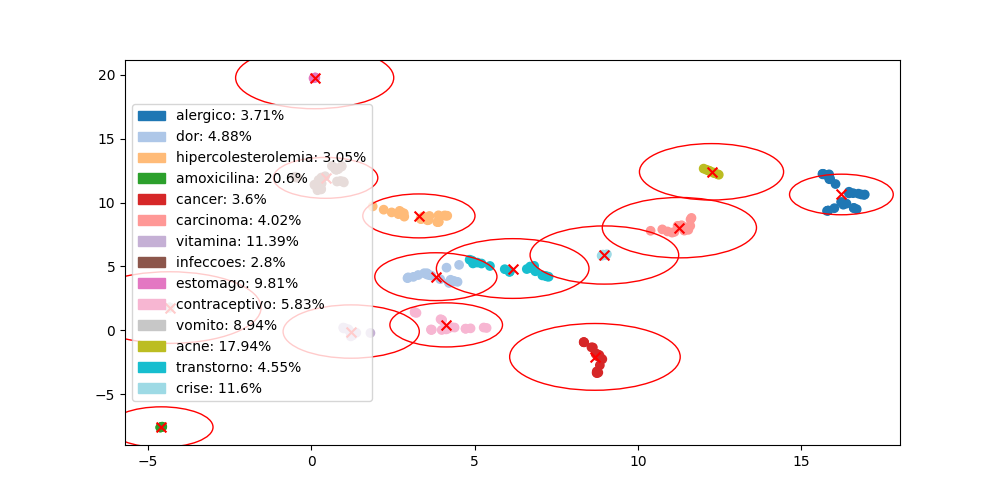 20
15
10
5
0
−5
alergico: 3.71%
dor: 4.88%
hipercolesterolemia: 3.05%
amoxicilina: 20.6%
cancer: 3.6%
carcinoma: 4.02%
vitamina: 11.39%
infeccoes: 2.8%
estomago: 9.81%
contraceptivo: 5.83%
vomito: 8.94%
acne: 17.94%
transtorno: 4.55%
crise: 11.6%
−5 0 5 10 15